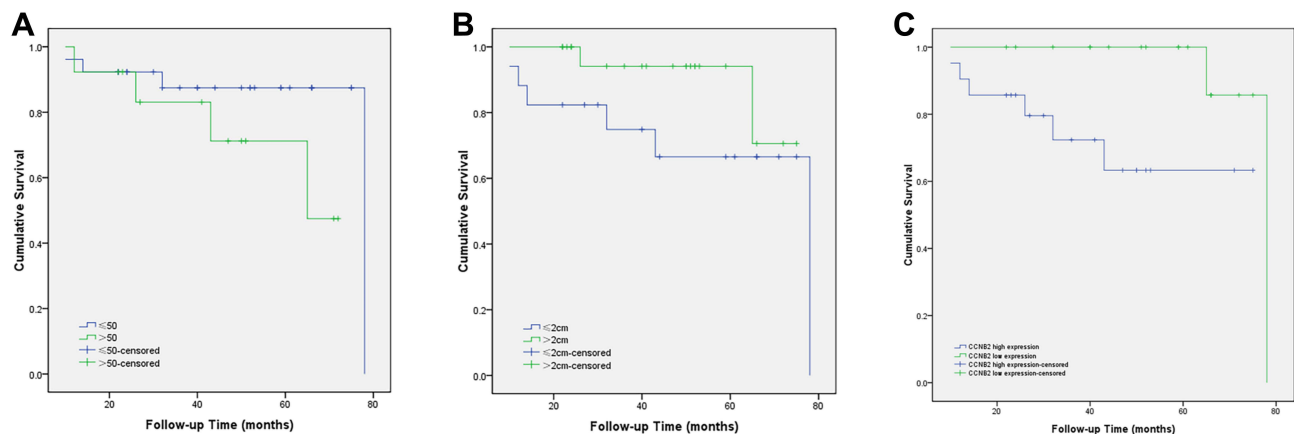 A
1.0
0.8
0.6
0.4
0.2
0.0
Cumulative Survival
⩽50
>50
⩽50-censored
>50-censored
20
40
60
80
Follow-up Time (months)
B
1.0
0.8
0.6
0.4
0.2
0.0
Cumulative Survival
⩽2cm
>2cm
⩽2cm-censored
>2cm-censored
20
40
60
80
Follow-up Time (months)
C
1.0
0.8
0.6
0.4
0.2
0.0
Cumulative Survival
CCNB2 high expression
CCNB2 low expression
CCNB2 high expression-censored
CCNB2 low expression-censored
20
40
60
80
Follow-up Time (months)